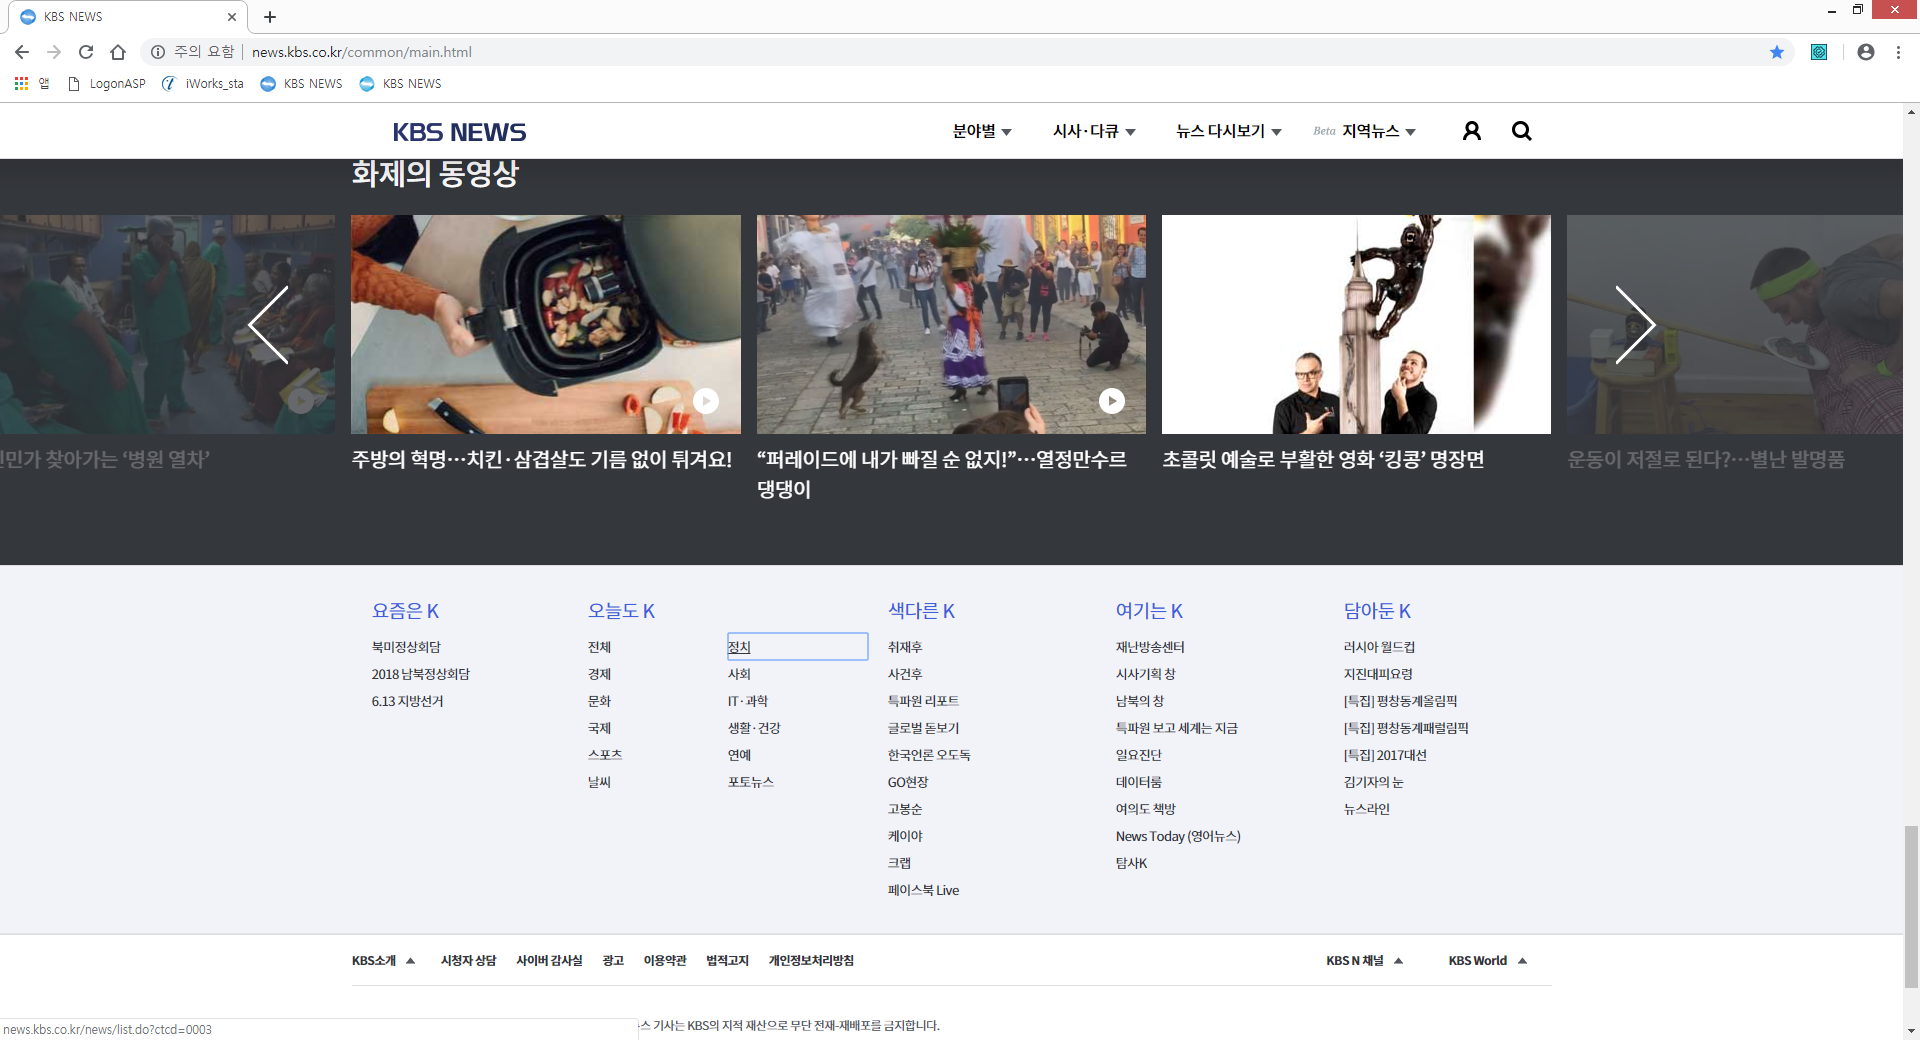 KBS NEWS
주의 요함 news.kbs.co.kr/common/main.html
앱 LogonASP iWorks_sta KBS NEWS KBS NEWS
KBS NEWS 분야별 시사·다큐 뉴스 다시보기 Beta 지역뉴스
화제의 동영상
찾아가는 ‘병원 열차’
주방의 혁명…치킨·삼겹살도 기름 없이 튀겨요!
“퍼레이드에 내가 빠질 순 없지!”…열정만수르
댕댕이
초콜릿 예술로 부활한 영화 ‘킹콩’ 명장면
운동이 저절로 된다?…별난 발명품
요즘은 K
북미정상회담
2018 남북정상회담
6.13 지방선거
오늘도 K
전체 정치
경제 사회
문화 IT·과학
국제 생활·건강
스포츠 연예
날씨 포토뉴스
색다른 K
취재후
사건후
특파원 리포트
글로벌 돋보기
한국언론 오도독
GO현장
고봉순
케이야
크랩
페이스북 Live
여기는 K
재난방송센터
시사기획 창
남북의 창
특파원 보고 세계는 지금
일요진단
데이터룸
여의도 책방
News Today (영어뉴스)
탐사K
담아둔 K
러시아 월드컵
지진대피요령
[특집] 평창동계올림픽
[특집] 평창동계패럴림픽
[특집] 2017대선
김기자의 눈
뉴스라인
KBS소개 시청자 상담 사이버 감사실 광고 이용약관 법적고지 개인정보처리방침 KBS N 채널 KBS World
기사는 KBS의 지적 재산으로 무단 전재-재배포를 금지합니다.
news.kbs.co.kr/news/list.do?ctcd=0003